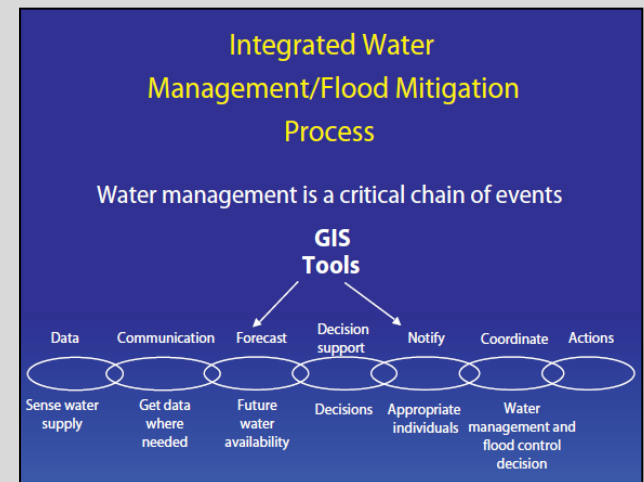 Integrated Water
Management/Flood Mitigation
Process
Water management is a critical chain of events
GIS
Tools
Data
Communication
Forecast
Decision
support
Notify
Coordinate
Actions
Sense water
supply
Get data
where
needed
Future
water
availability
Decisions
Appropriate
individuals
Water
management and
flood control
decision